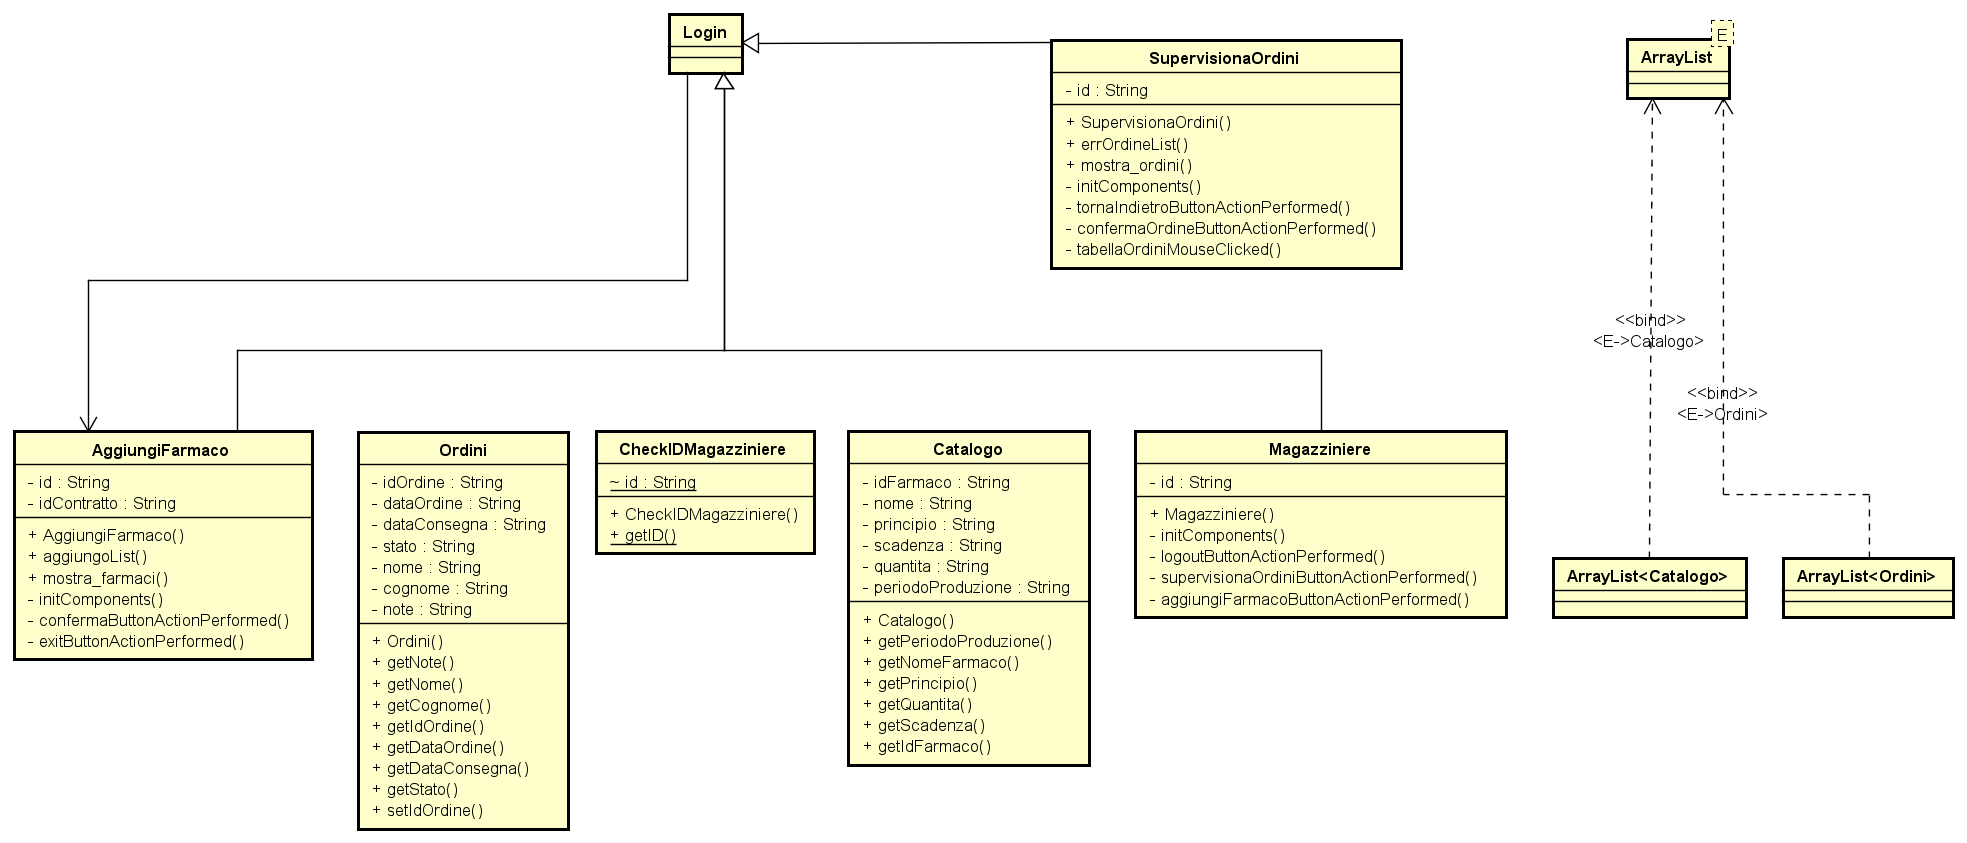 Login
SupervisionaOrdini
- id : String
+ SupervisionaOrdini()
+ errOrdineList()
+ mostra_ordini()
- initComponents()
- tornaIndietroButtonActionPerformed()
- confermaOrdineButtonActionPerformed()
- tabellaOrdiniMouseClicked()
E
ArrayList
<<bind>>
<E->Catalogo>
<<bind>>
<E->Ordini>
AggiungiFarmaco
- id : String
- idContratto : String
+ AggiungiFarmaco()
+ aggiungoList()
+ mostra_farmaci()
- initComponents()
- confermaButtonActionPerformed()
- exitButtonActionPerformed()
Ordini
- idOrdine : String
- dataOrdine : String
- dataConsegna : String
- stato : String
- nome : String
- cognome : String
- note : String
+ Ordini()
+ getNote()
+ getNome()
+ getCognome()
+ getIdOrdine()
+ getDataOrdine()
+ getDataConsegna()
+ getStato()
+ setIdOrdine()
CheckIDMagazziniere
~ id : String
+ CheckIDMagazziniere()
+ getID()
Catalogo
- idFarmaco : String
- nome : String
- principio : String
- scadenza : String
- quantita : String
- periodoProduzione : String
+ Catalogo()
+ getPeriodoProduzione()
+ getNomeFarmaco()
+ getPrincipio()
+ getQuantita()
+ getScadenza()
+ getIdFarmaco()
Magazziniere
- id : String
+ Magazziniere()
- initComponents()
- logoutButtonActionPerformed()
- supervisionaOrdiniButtonActionPerformed()
- aggiungiFarmacoButtonActionPerformed()
ArrayList<Catalogo>
ArrayList<Ordini>